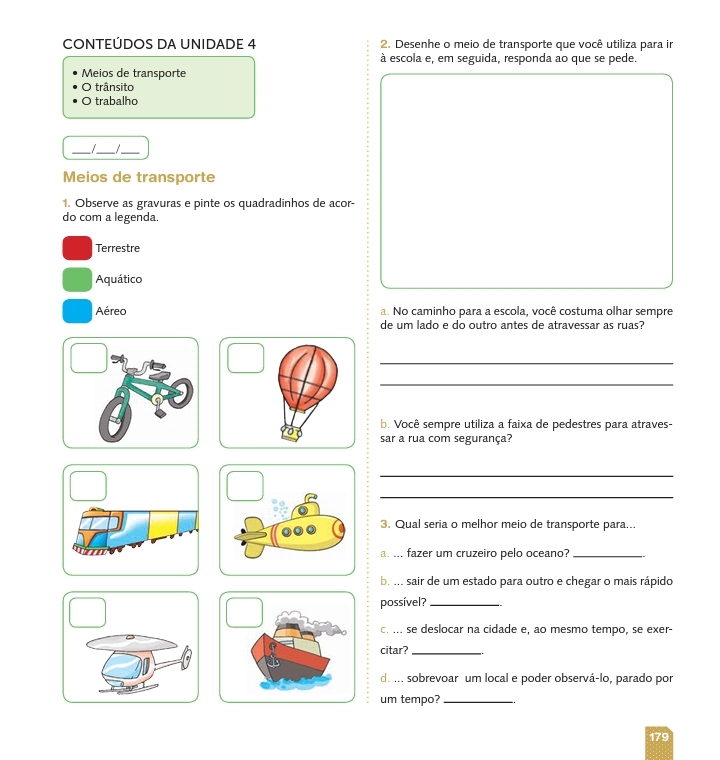 CONTEÚDOS DA UNIDADE 4
• Meios de transporte
• O trânsito
• O trabalho
___/___/___
Meios de transporte
1. Observe as gravuras e pinte os quadradinhos de acor-
do com a legenda.
Terrestre
Aquático
Aéreo
2. Desenhe o meio de transporte que você utiliza para ir
à escola e, em seguida, responda ao que se pede.
a. No caminho para a escola, você costuma olhar sempre
de um lado e do outro antes de atravessar as ruas?
b. Você sempre utiliza a faixa de pedestres para atraves-
sar a rua com segurança?
3. Qual seria o melhor meio de transporte para...
a. ... fazer um cruzeiro pelo oceano? ___________.
b. ... sair de um estado para outro e chegar o mais rápido
possível? ___________.
c. ... se deslocar na cidade e, ao mesmo tempo, se exer-
citar? ___________.
d. ... sobrevoar um local e poder observá-lo, parado por
um tempo? ___________.
179